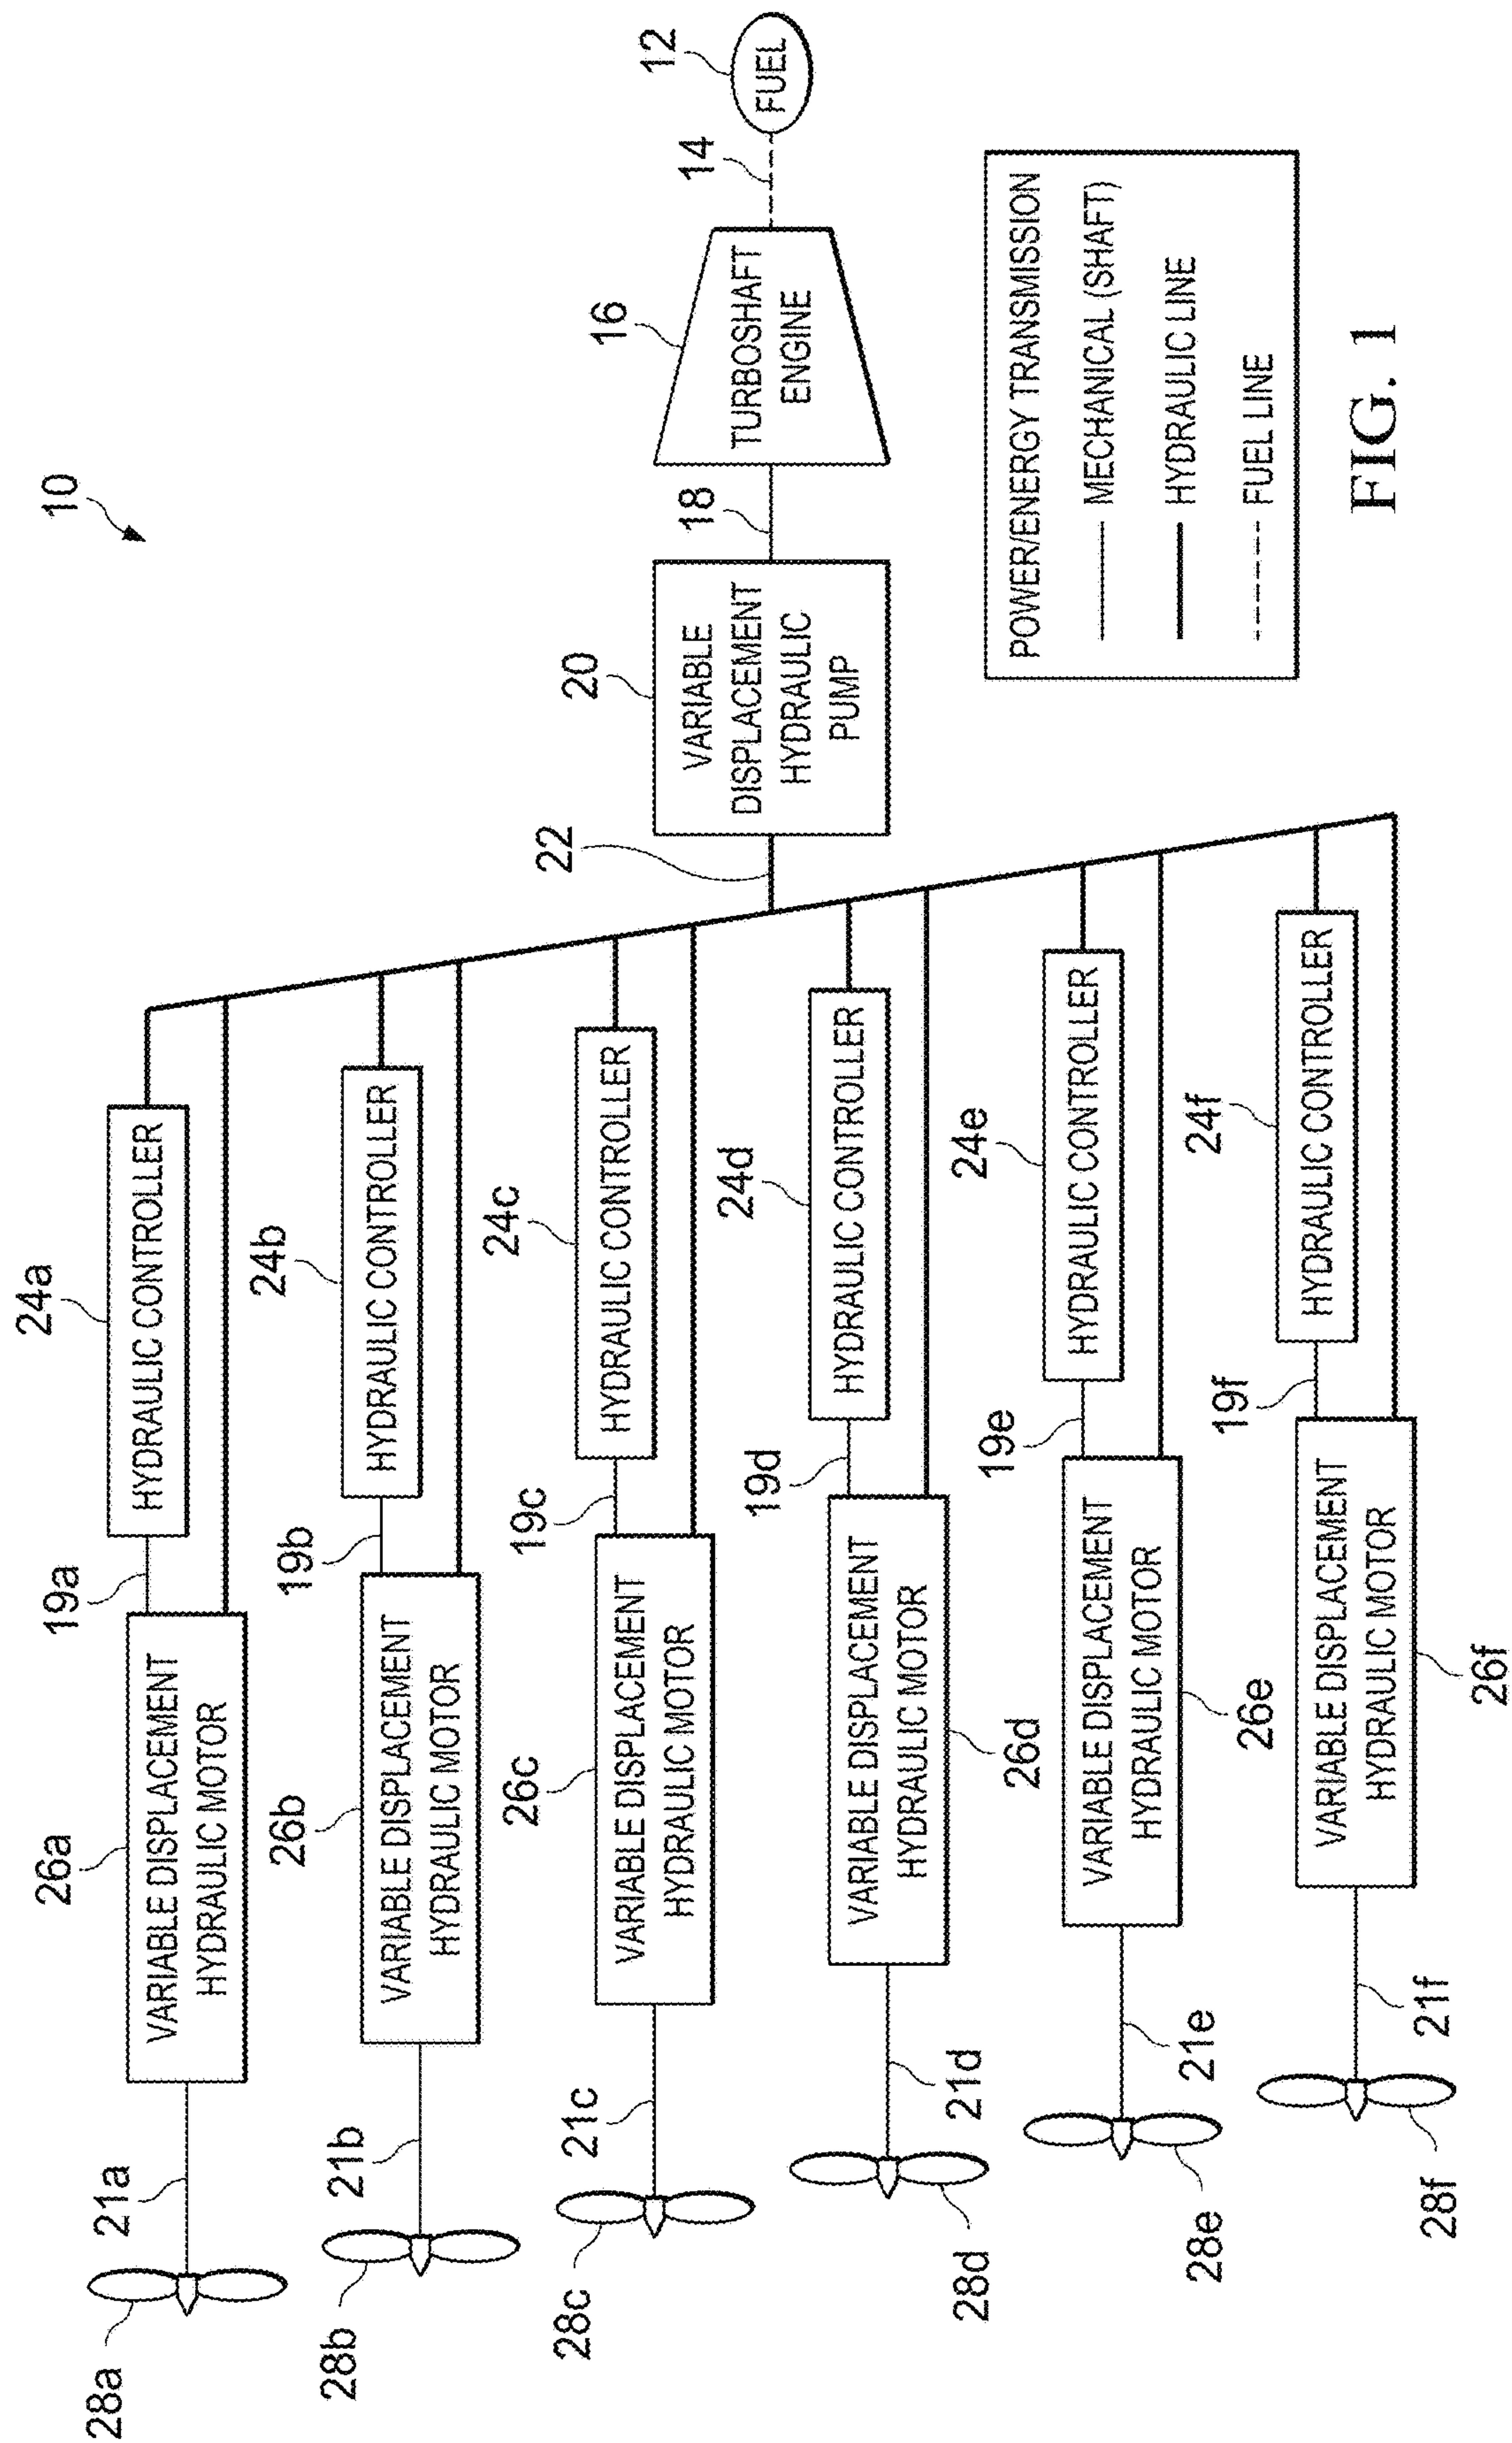 10
28a
21a
26a
VARIABLE DISPLACEMENT
HYDRAULIC MOTOR
19a
24a
HYDRAULIC CONTROLLER
28b
21b
26b
VARIABLE DISPLACEMENT
HYDRAULIC MOTOR
19b
24b
HYDRAULIC CONTROLLER
28c
21c
26c
VARIABLE DISPLACEMENT
HYDRAULIC MOTOR
19c
24c
HYDRAULIC CONTROLLER
28d
21d
26d
VARIABLE DISPLACEMENT
HYDRAULIC MOTOR
19d
24d
HYDRAULIC CONTROLLER
28e
21e
26e
VARIABLE DISPLACEMENT
HYDRAULIC MOTOR
19e
24e
HYDRAULIC CONTROLLER
28f
21f
26f
VARIABLE DISPLACEMENT
HYDRAULIC MOTOR
19f
24f
HYDRAULIC CONTROLLER
22
20
VARIABLE
DISPLACEMENT
HYDRAULIC
PUMP
18
16
TURBOSHAFT
ENGINE
14
12
FUEL
POWER/ENERGY TRANSMISSION
MECHANICAL (SHAFT)
HYDRAULIC LINE
FUEL LINE
FIG. 1